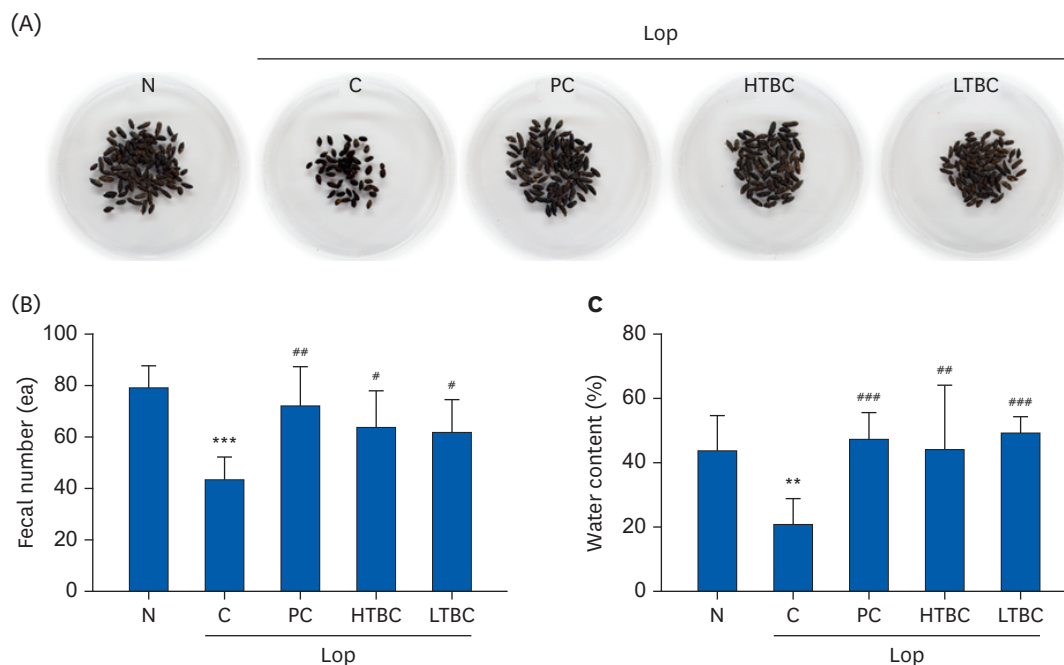 (A)
Lop
N C PC HTBC LTBC
(B)
Fecal number (ea)
100
80
60
40
20
0
***
##
#
#
N C PC HTBC LTBC
Lop
C
Water content (%)
80
60
40
20
0
**
###
##
###
N C PC HTBC LTBC
Lop